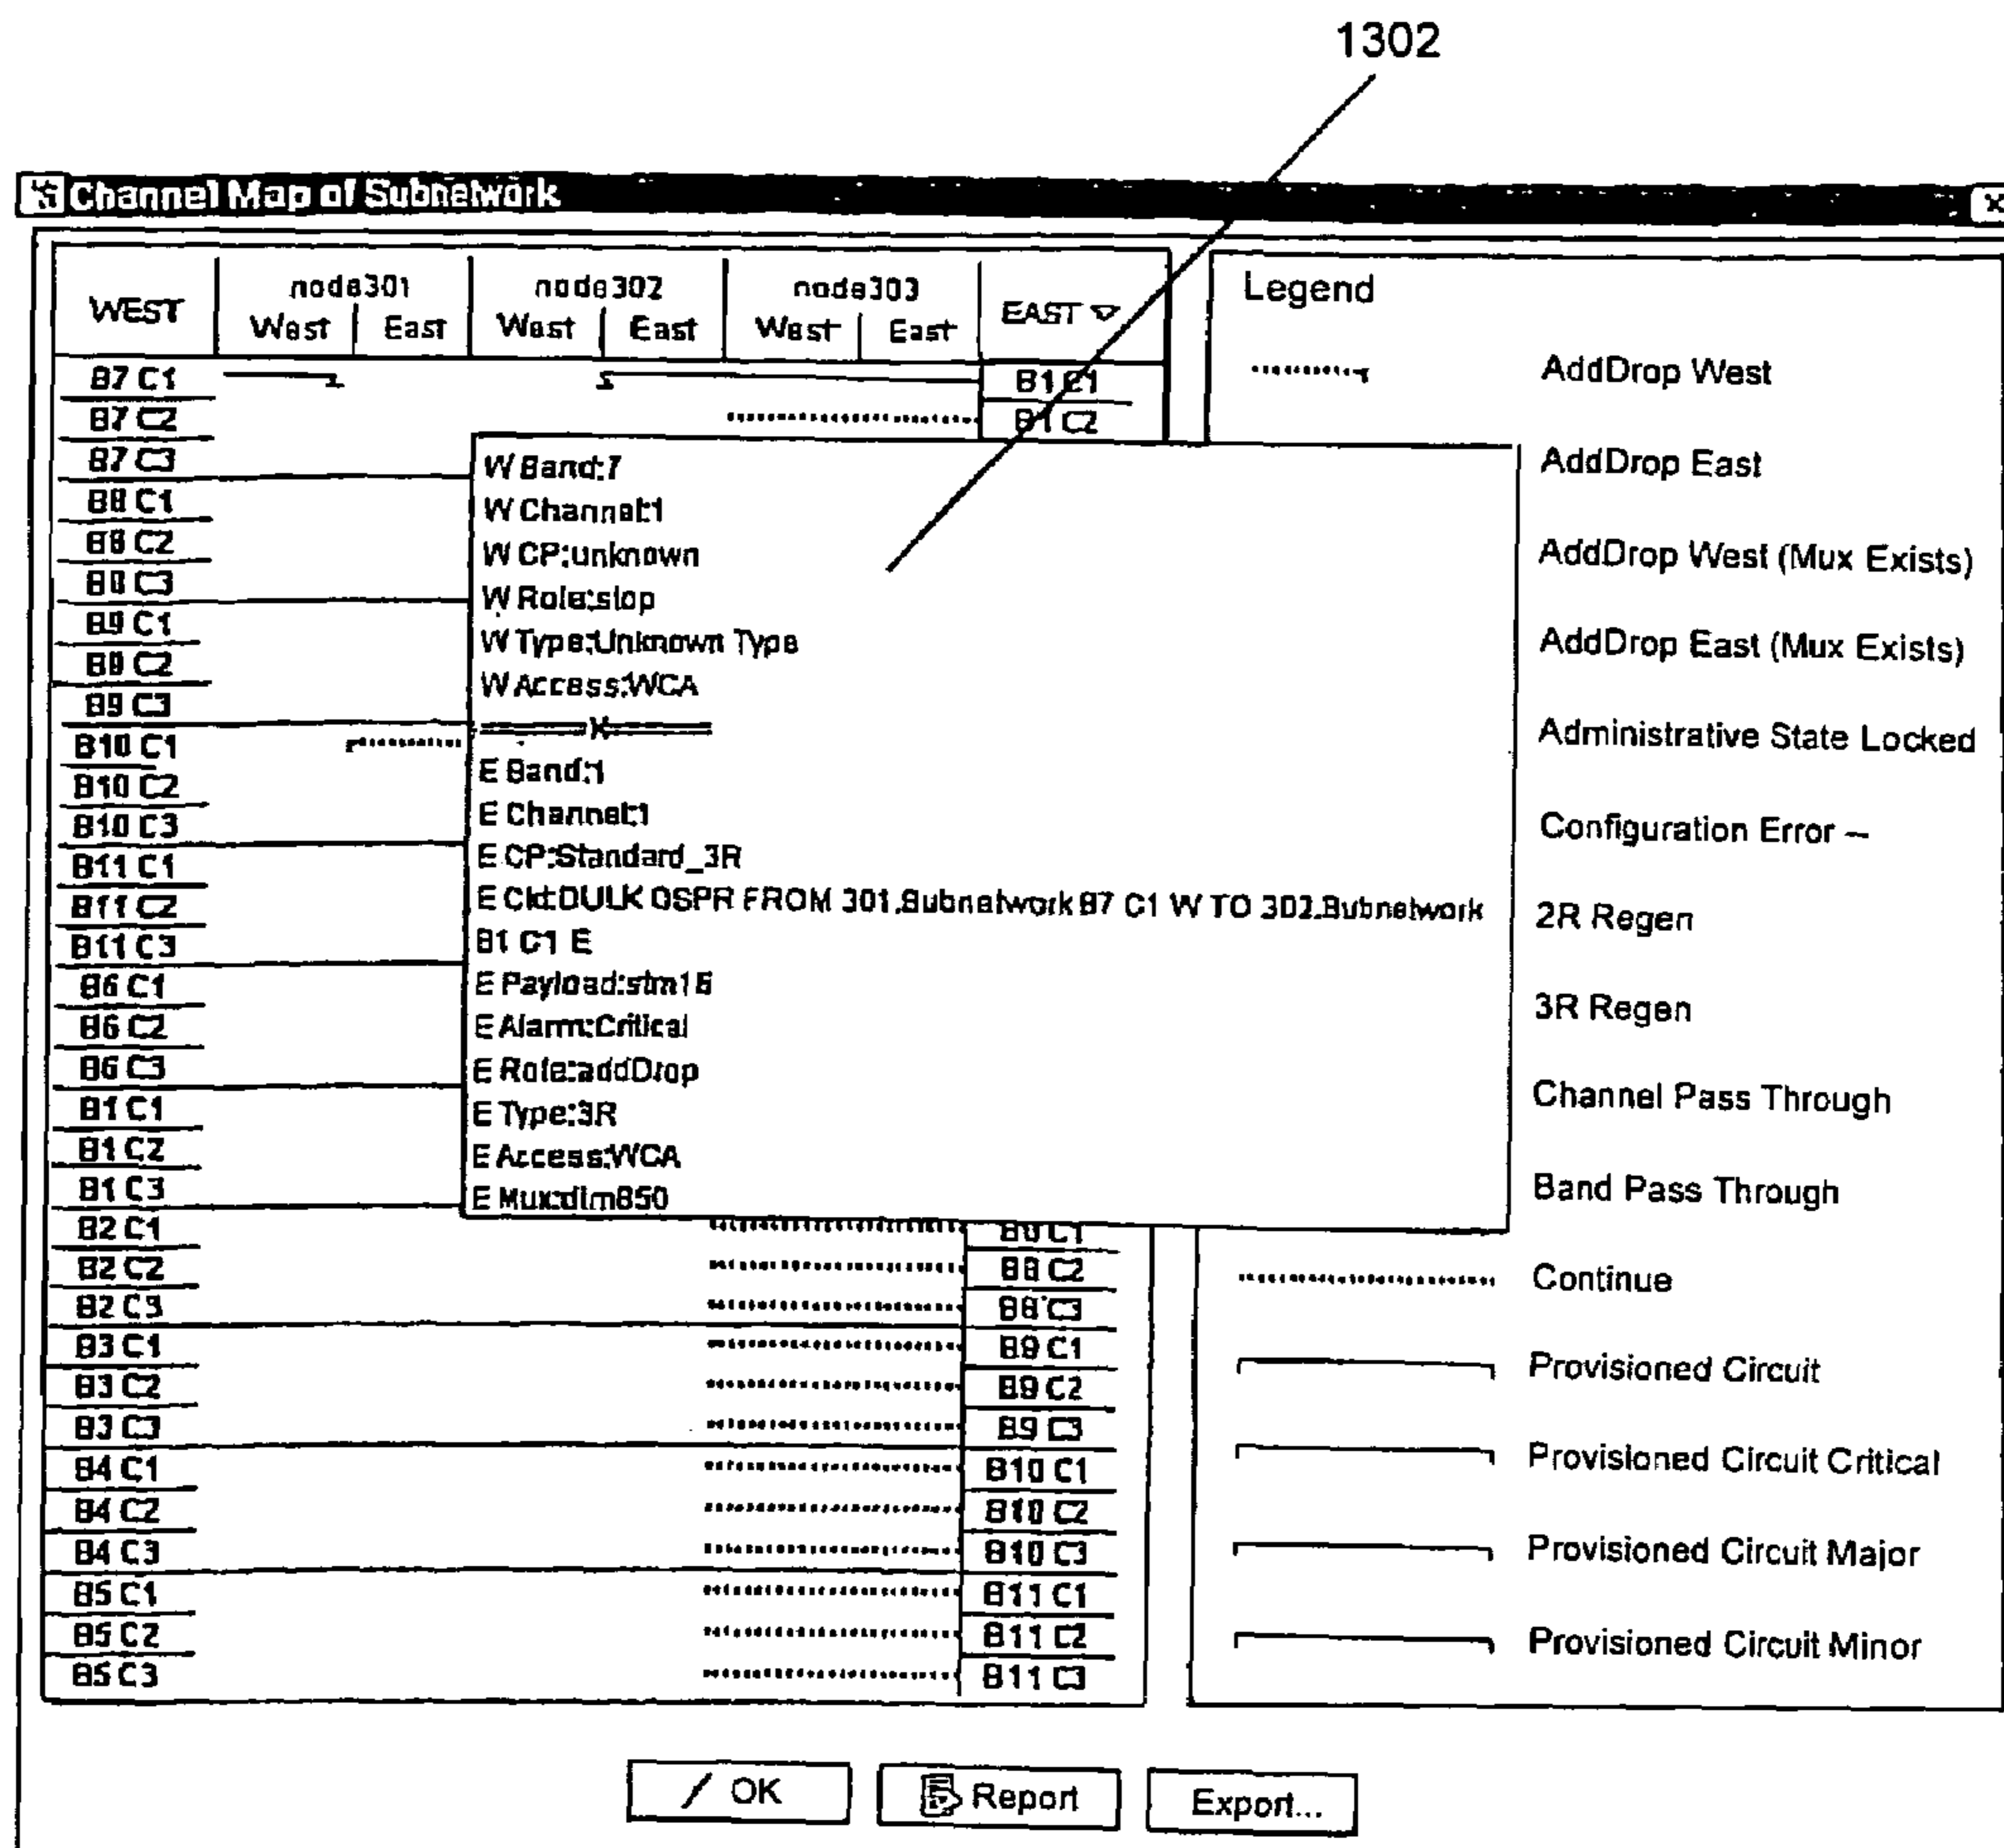 1302
Channel Map of Subnetwork
WEST node301 node302 node303 EAST
West East West East West East
B7 C1 B1 C1
B7 C2 B1 C2
B7 C3
B8 C1
B8 C2
B8 C3
B9 C1
B9 C2
B9 C3
B10 C1
B10 C2
B10 C3
B11 C1
B11 C2
B11 C3
B6 C1
B6 C2
B6 C3
B1 C1
B1 C2
B1 C3
B2 C1 B8 C1
B2 C2 B8 C2
B2 C3 B8 C3
B3 C1 B9 C1
B3 C2 B9 C2
B3 C3 B9 C3
B4 C1 B10 C1
B4 C2 B10 C2
B4 C3 B10 C3
B5 C1 B11 C1
B5 C2 B11 C2
B5 C3 B11 C3
W Band:7
W Channel:1
W CP:unknown
W Role:stop
W Type:Unknown Type
W Access:WCA
======X======
E Band:1
E Channel:1
E CP:Standard_3R
E Ckt: FROM 301.Subnetwork B7 C1 W TO 302.Subnetwork
B1 C1 E
E Payload:stm16
E Alarm:Critical
E Role:addDrop
E Type:3R
E Access:WCA
E Mux:dlm850
Legend
AddDrop West
AddDrop East
AddDrop West (Mux Exists)
AddDrop East (Mux Exists)
Administrative State Locked
Configuration Error --
2R Regen
3R Regen
Channel Pass Through
Band Pass Through
Continue
Provisioned Circuit
Provisioned Circuit Critical
Provisioned Circuit Major
Provisioned Circuit Minor
OK
Report
Export...